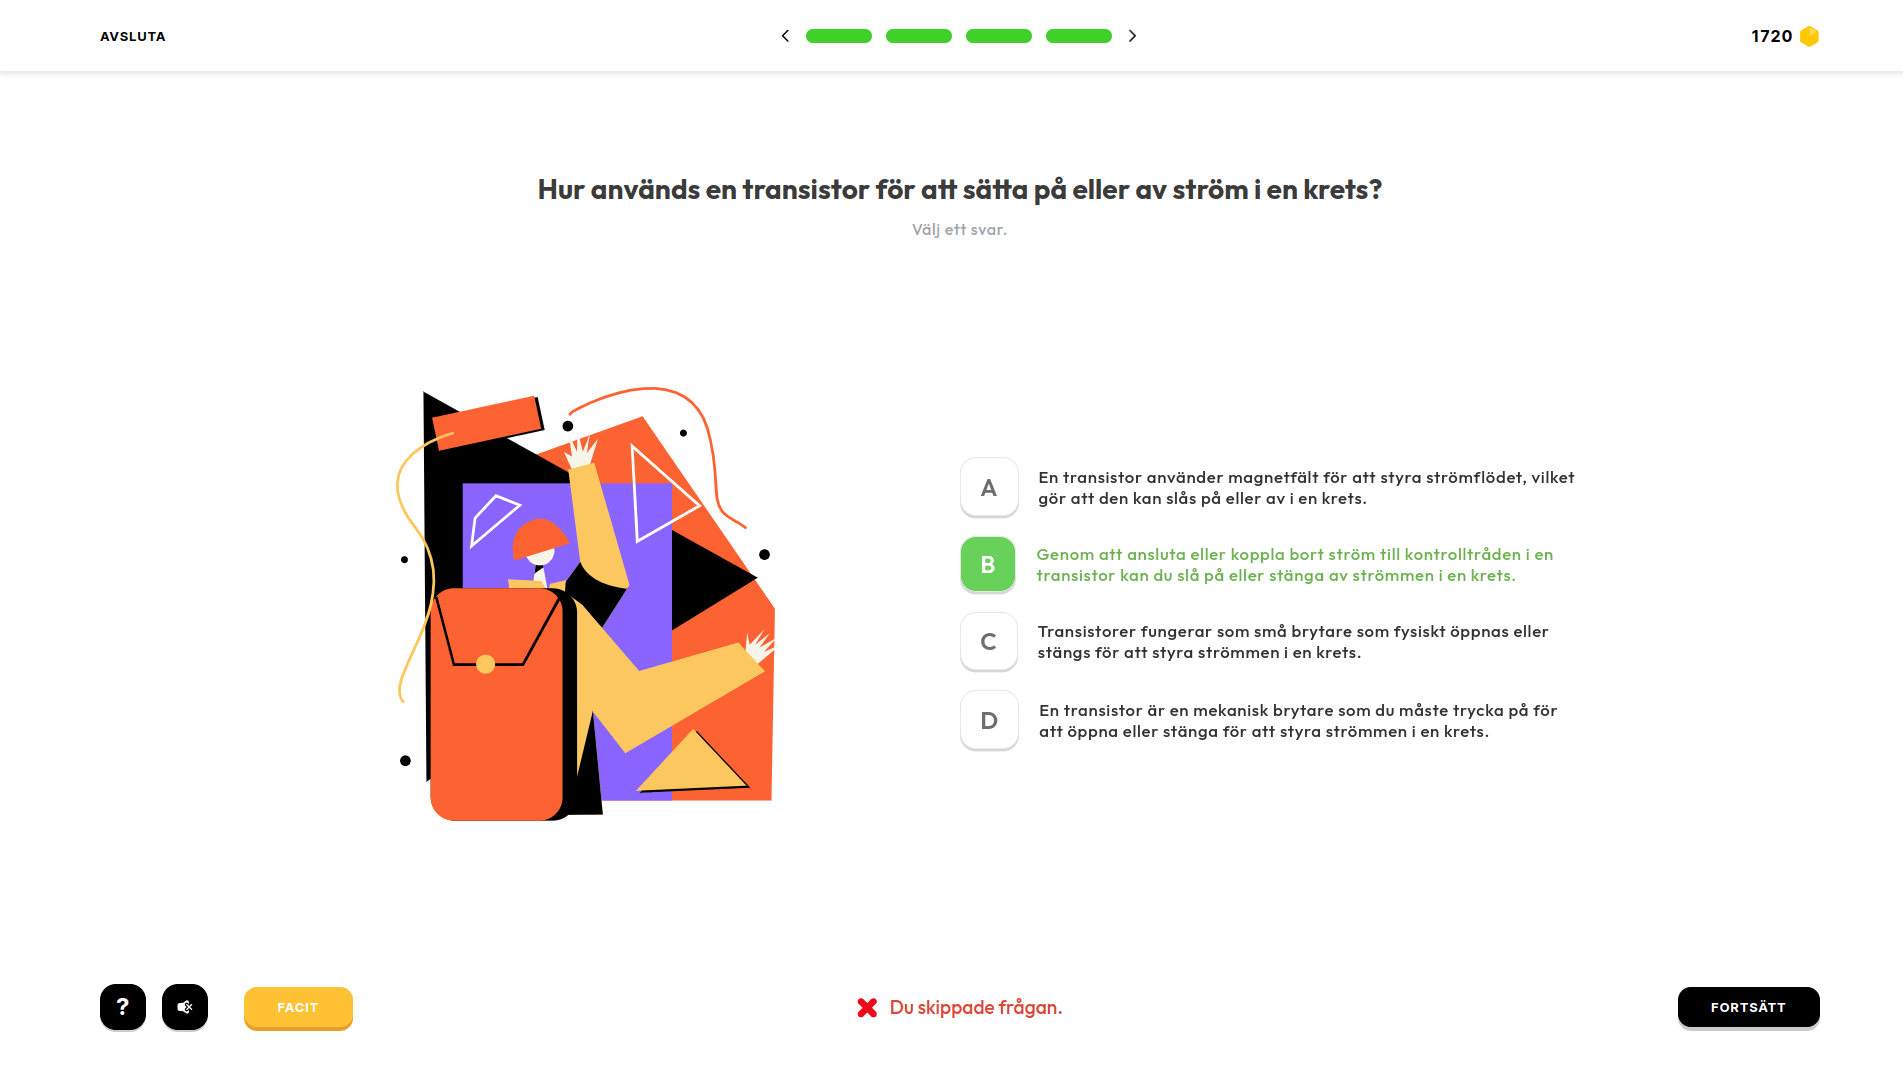 AVSLUTA
1720
Hur används en transistor för att sätta på eller av ström i en krets?
Välj ett svar.
A
En transistor använder magnetfält för att styra strömflödet, vilket
gör att den kan slås på eller av i en krets.
B
Genom att ansluta eller koppla bort ström till kontrolltråden i en
transistor kan du slå på eller stänga av strömmen i en krets.
C
Transistorer fungerar som små brytare som fysiskt öppnas eller
stängs för att styra strömmen i en krets.
D
En transistor är en mekanisk brytare som du måste trycka på för
att öppna eller stänga för att styra strömmen i en krets.
?
FACIT
Du skippade frågan.
FORTSÄTT